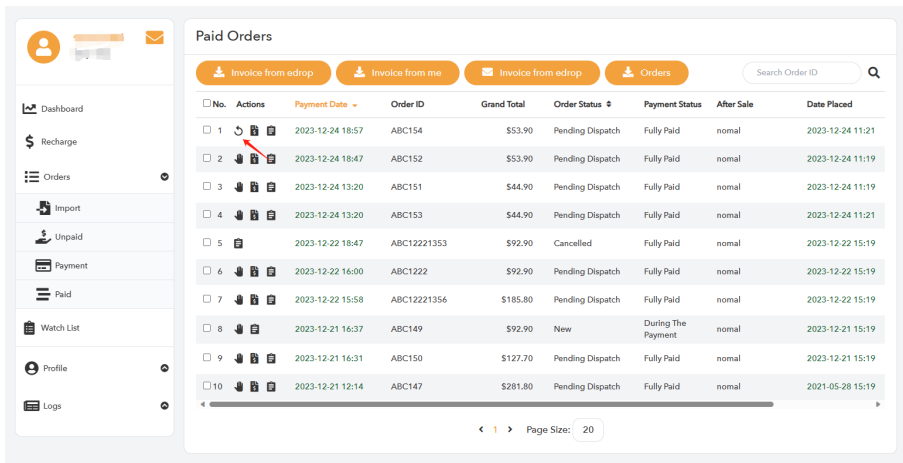 Paid Orders
Invoice from edrop Invoice from me Invoice from edrop Orders Search Order ID
Dashboard
Recharge
Orders
Import
Unpaid
Payment
Paid
Watch List
Profile
Logs
No. Actions Payment Date Order ID Grand Total Order Status Payment Status After Sale Date Placed
1 2023-12-24 18:57 ABC154 $53.90 Pending Dispatch Fully Paid nomal 2023-12-24 11:21
2 2023-12-24 18:47 ABC152 $53.90 Pending Dispatch Fully Paid nomal 2023-12-24 11:19
3 2023-12-24 13:20 ABC151 $44.90 Pending Dispatch Fully Paid nomal 2023-12-24 11:19
4 2023-12-24 13:20 ABC153 $44.90 Pending Dispatch Fully Paid nomal 2023-12-24 11:21
5 2023-12-22 18:47 ABC12221353 $92.90 Cancelled Fully Paid nomal 2023-12-22 15:19
6 2023-12-22 16:00 ABC1222 $92.90 Pending Dispatch Fully Paid nomal 2023-12-22 15:19
7 2023-12-22 15:58 ABC12221356 $185.80 Pending Dispatch Fully Paid nomal 2023-12-22 15:19
8 2023-12-21 16:37 ABC149 $92.90 New During The Payment nomal 2023-12-21 15:19
9 2023-12-21 16:31 ABC150 $127.70 Pending Dispatch Fully Paid nomal 2023-12-21 15:19
10 2023-12-21 12:14 ABC147 $281.80 Pending Dispatch Fully Paid nomal 2021-05-28 15:19
1 Page Size: 20